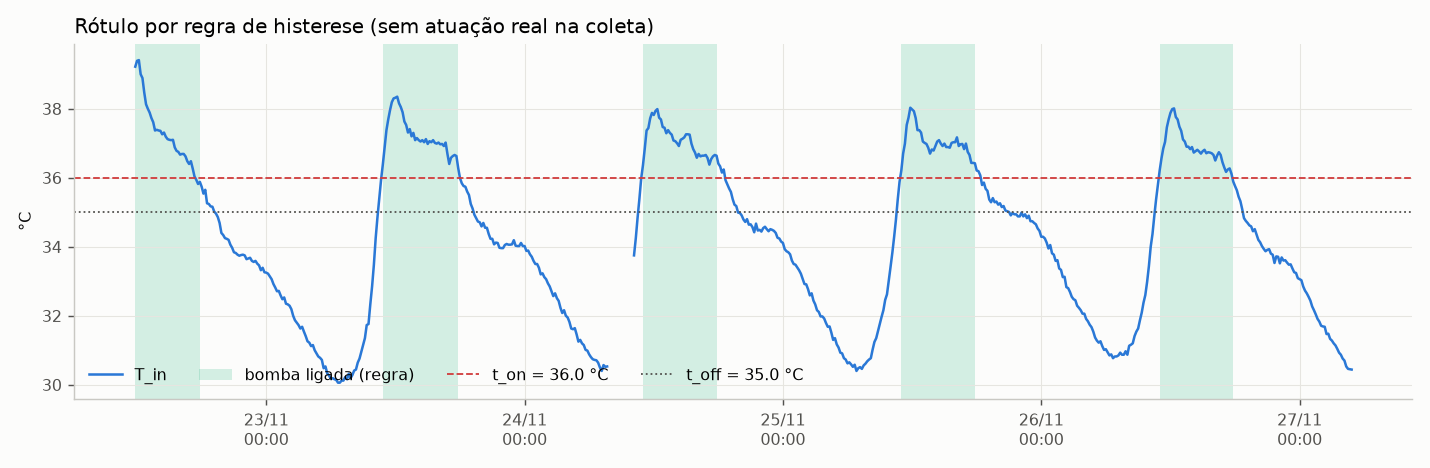 Rótulo por regra de histerese (sem atuação real na coleta)
°C
38
36
34
32
30
T_in
bomba ligada (regra)
t_on = 36.0 °C
t_off = 35.0 °C
23/11
00:00
24/11
00:00
25/11
00:00
26/11
00:00
27/11
00:00